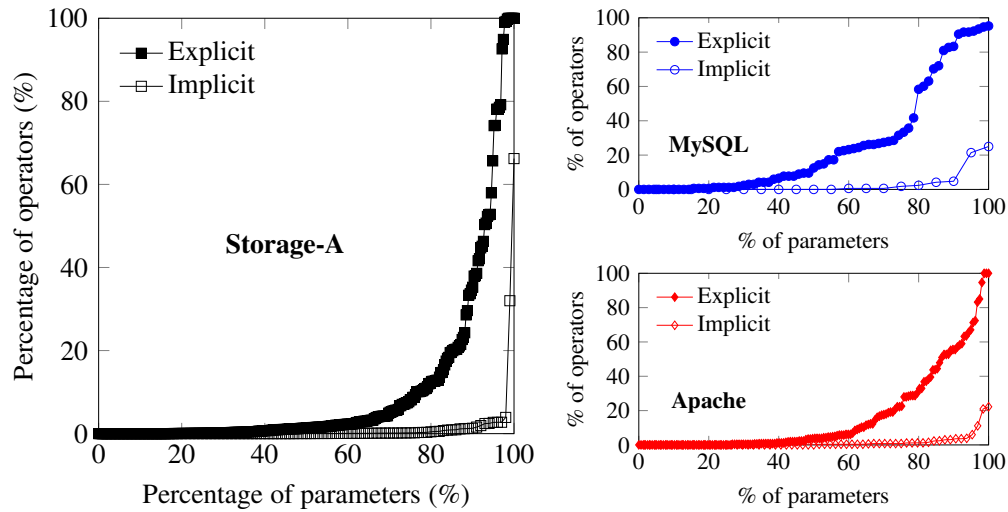 Percentage of operators (%)
100
80
60
40
20
0
Explicit
Implicit
Storage-A
0 20 40 60 80 100
Percentage of parameters (%)
% of operators
100
80
60
40
20
0
Explicit
Implicit
MySQL
0 20 40 60 80 100
% of parameters
% of operators
100
80
60
40
20
0
Explicit
Implicit
Apache
0 20 40 60 80 100
% of parameters